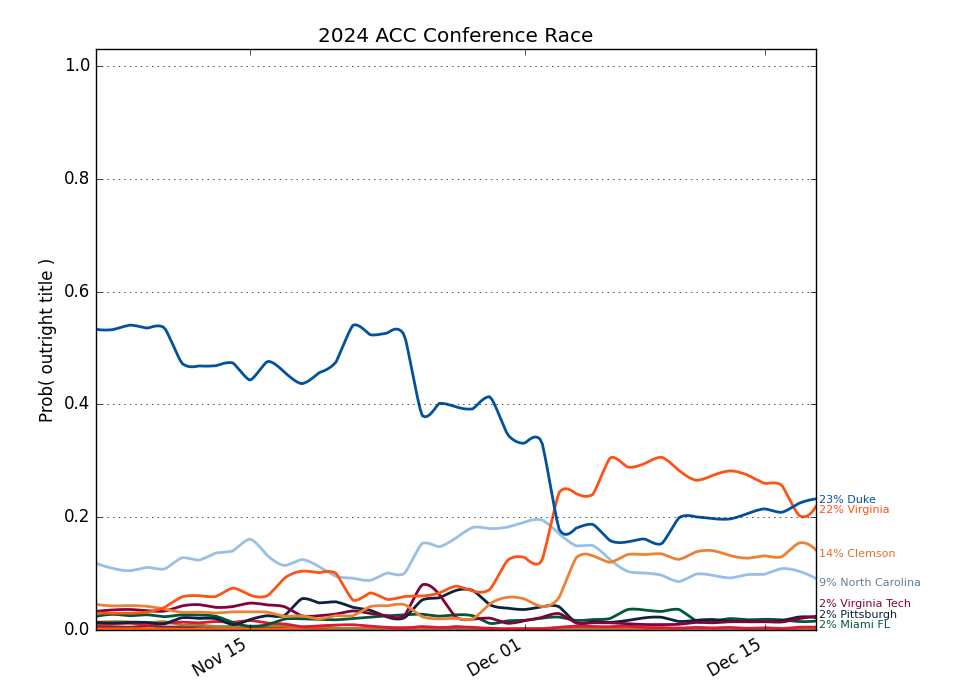 2024 ACC Conference Race
Prob( outright title )
1.0
0.8
0.6
0.4
0.2
0.0
Nov 15
Dec 01
Dec 15
23% Duke
22% Virginia
14% Clemson
9% North Carolina
4% Virginia Tech
2% Pittsburgh
2% Miami FL